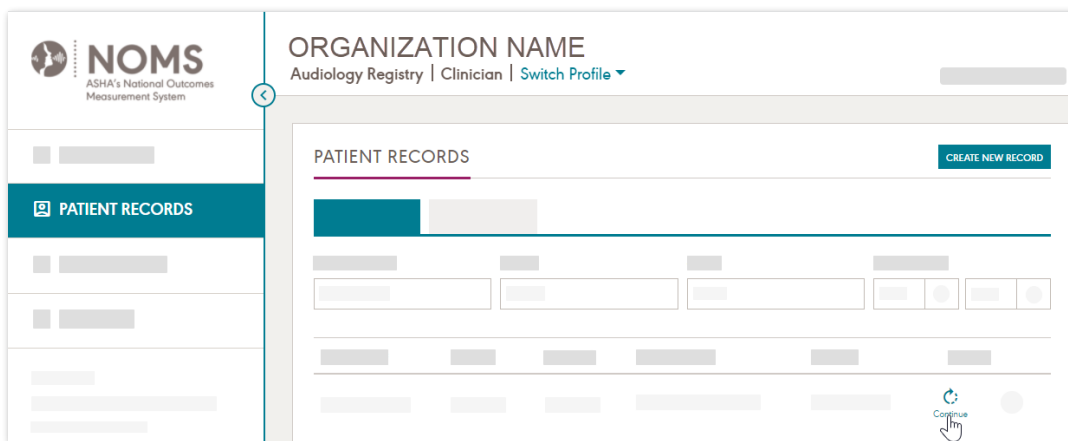 NOMS
ASHA's National Outcomes
Measurement System
ORGANIZATION NAME
Audiology Registry | Clinician | Switch Profile
PATIENT RECORDS
CREATE NEW RECORD
PATIENT RECORDS
Continue